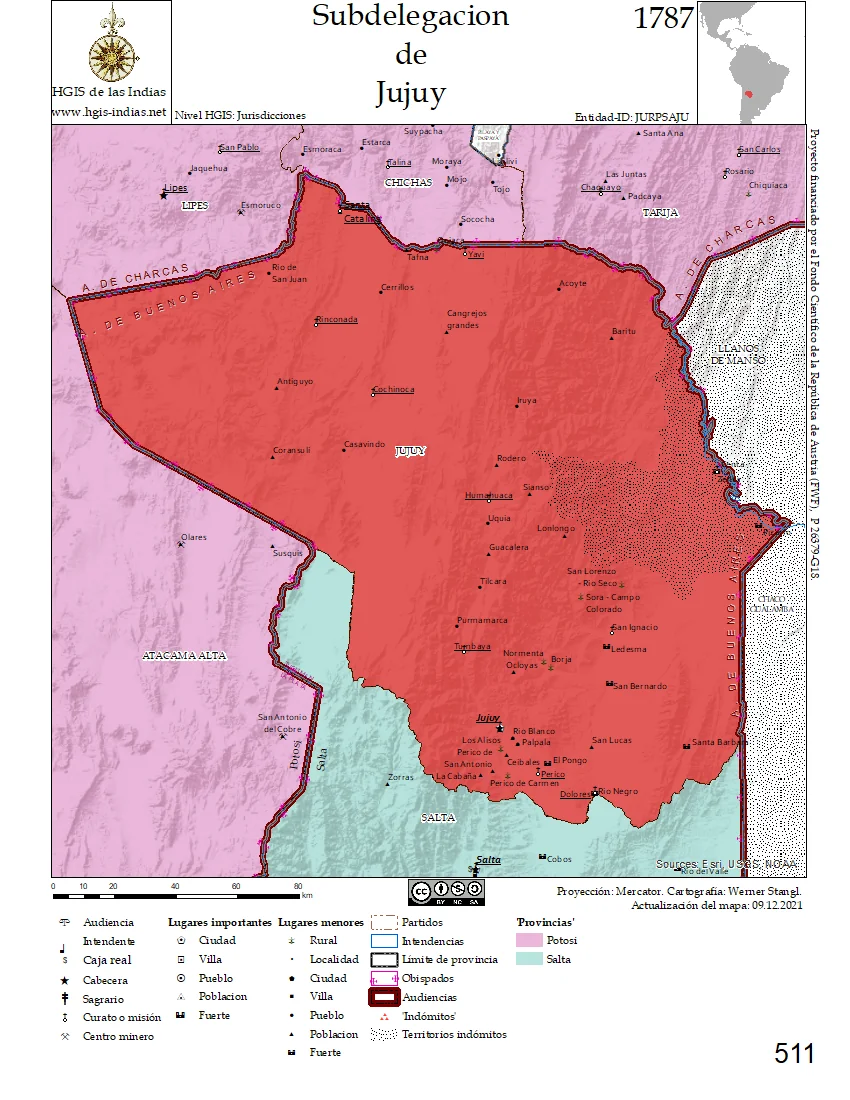 Subdelegacion
de
Jujuy
1787
HGIS de las Indias
www.hgis-indias.net
Nivel HGIS: Jurisdicciones
Entidad-ID: JURPSAJU
Proyecto financiado por el Fondo Científico de la República de Austria (FWF), P 26379-G18.
San Pablo
Esmoraca
Estarca
Suypacha
Santa Ana
San Carlos
Jaquehua
Talina
Moraya
Rosario
Las Juntas
Lipes
CHICHAS
Mojo
Tojo
Chaguayo
Padcaya
Chiquiaca
LIPES
Esmoruco
Santa
Catalina
Sococha
TARIJA
A. DE CHARCAS
A. DE CHARCAS
A. DE BUENOS AIRES
Tafna
Yavi
Rio de
San Juan
Cerrillos
Acoyte
Rinconada
Cangrejos
grandes
Baritu
LLANOS
DE MANSO
Antiguyo
Cochinoca
Iruya
Coransulí
Casavindo
JUJUY
Rodero
Humahuaca
Sianso
Uquia
Lonlongo
Olares
Susquis
Guacalera
San Lorenzo
- Rio Seco
Tilcara
Sora - Campo
Colorado
CHACO
GUALAMBA
A. DE BUENOS AIRES
Purmamarca
San Ignacio
Tumbaya
Normenta
Ocloyas
Borja
Ledesma
ATACAMA ALTA
San Bernardo
San Antonio
del Cobre
Potosi
Salta
Jujuy
Rio Blanco
Los Alisos
Palpala
San Lucas
Perico de
San Antonio
Ceibales
El Pongo
La Cabaña
Perico
Perico de Carmen
Zorras
Dolores
Rio Negro
SALTA
Salta
Cobos
Sources: Esri, USGS, NOAA
Rio del Valle
0 10 20 40 60 80
km
CC BY NC SA
Proyección: Mercator. Cartografía: Werner Stangl.
Actualización del mapa: 09.12.2021
Audiencia
Intendente
Caja real
Cabecera
Sagrario
Curato o misión
Centro minero
Lugares importantes
Ciudad
Villa
Pueblo
Poblacion
Fuerte
Lugares menores
Rural
Localidad
Ciudad
Villa
Pueblo
Poblacion
Fuerte
Partidos
Intendencias
Límite de provincia
Obispados
Audiencias
'Indómitos'
Territorios indómitos
'Provincias'
Potosi
Salta
511